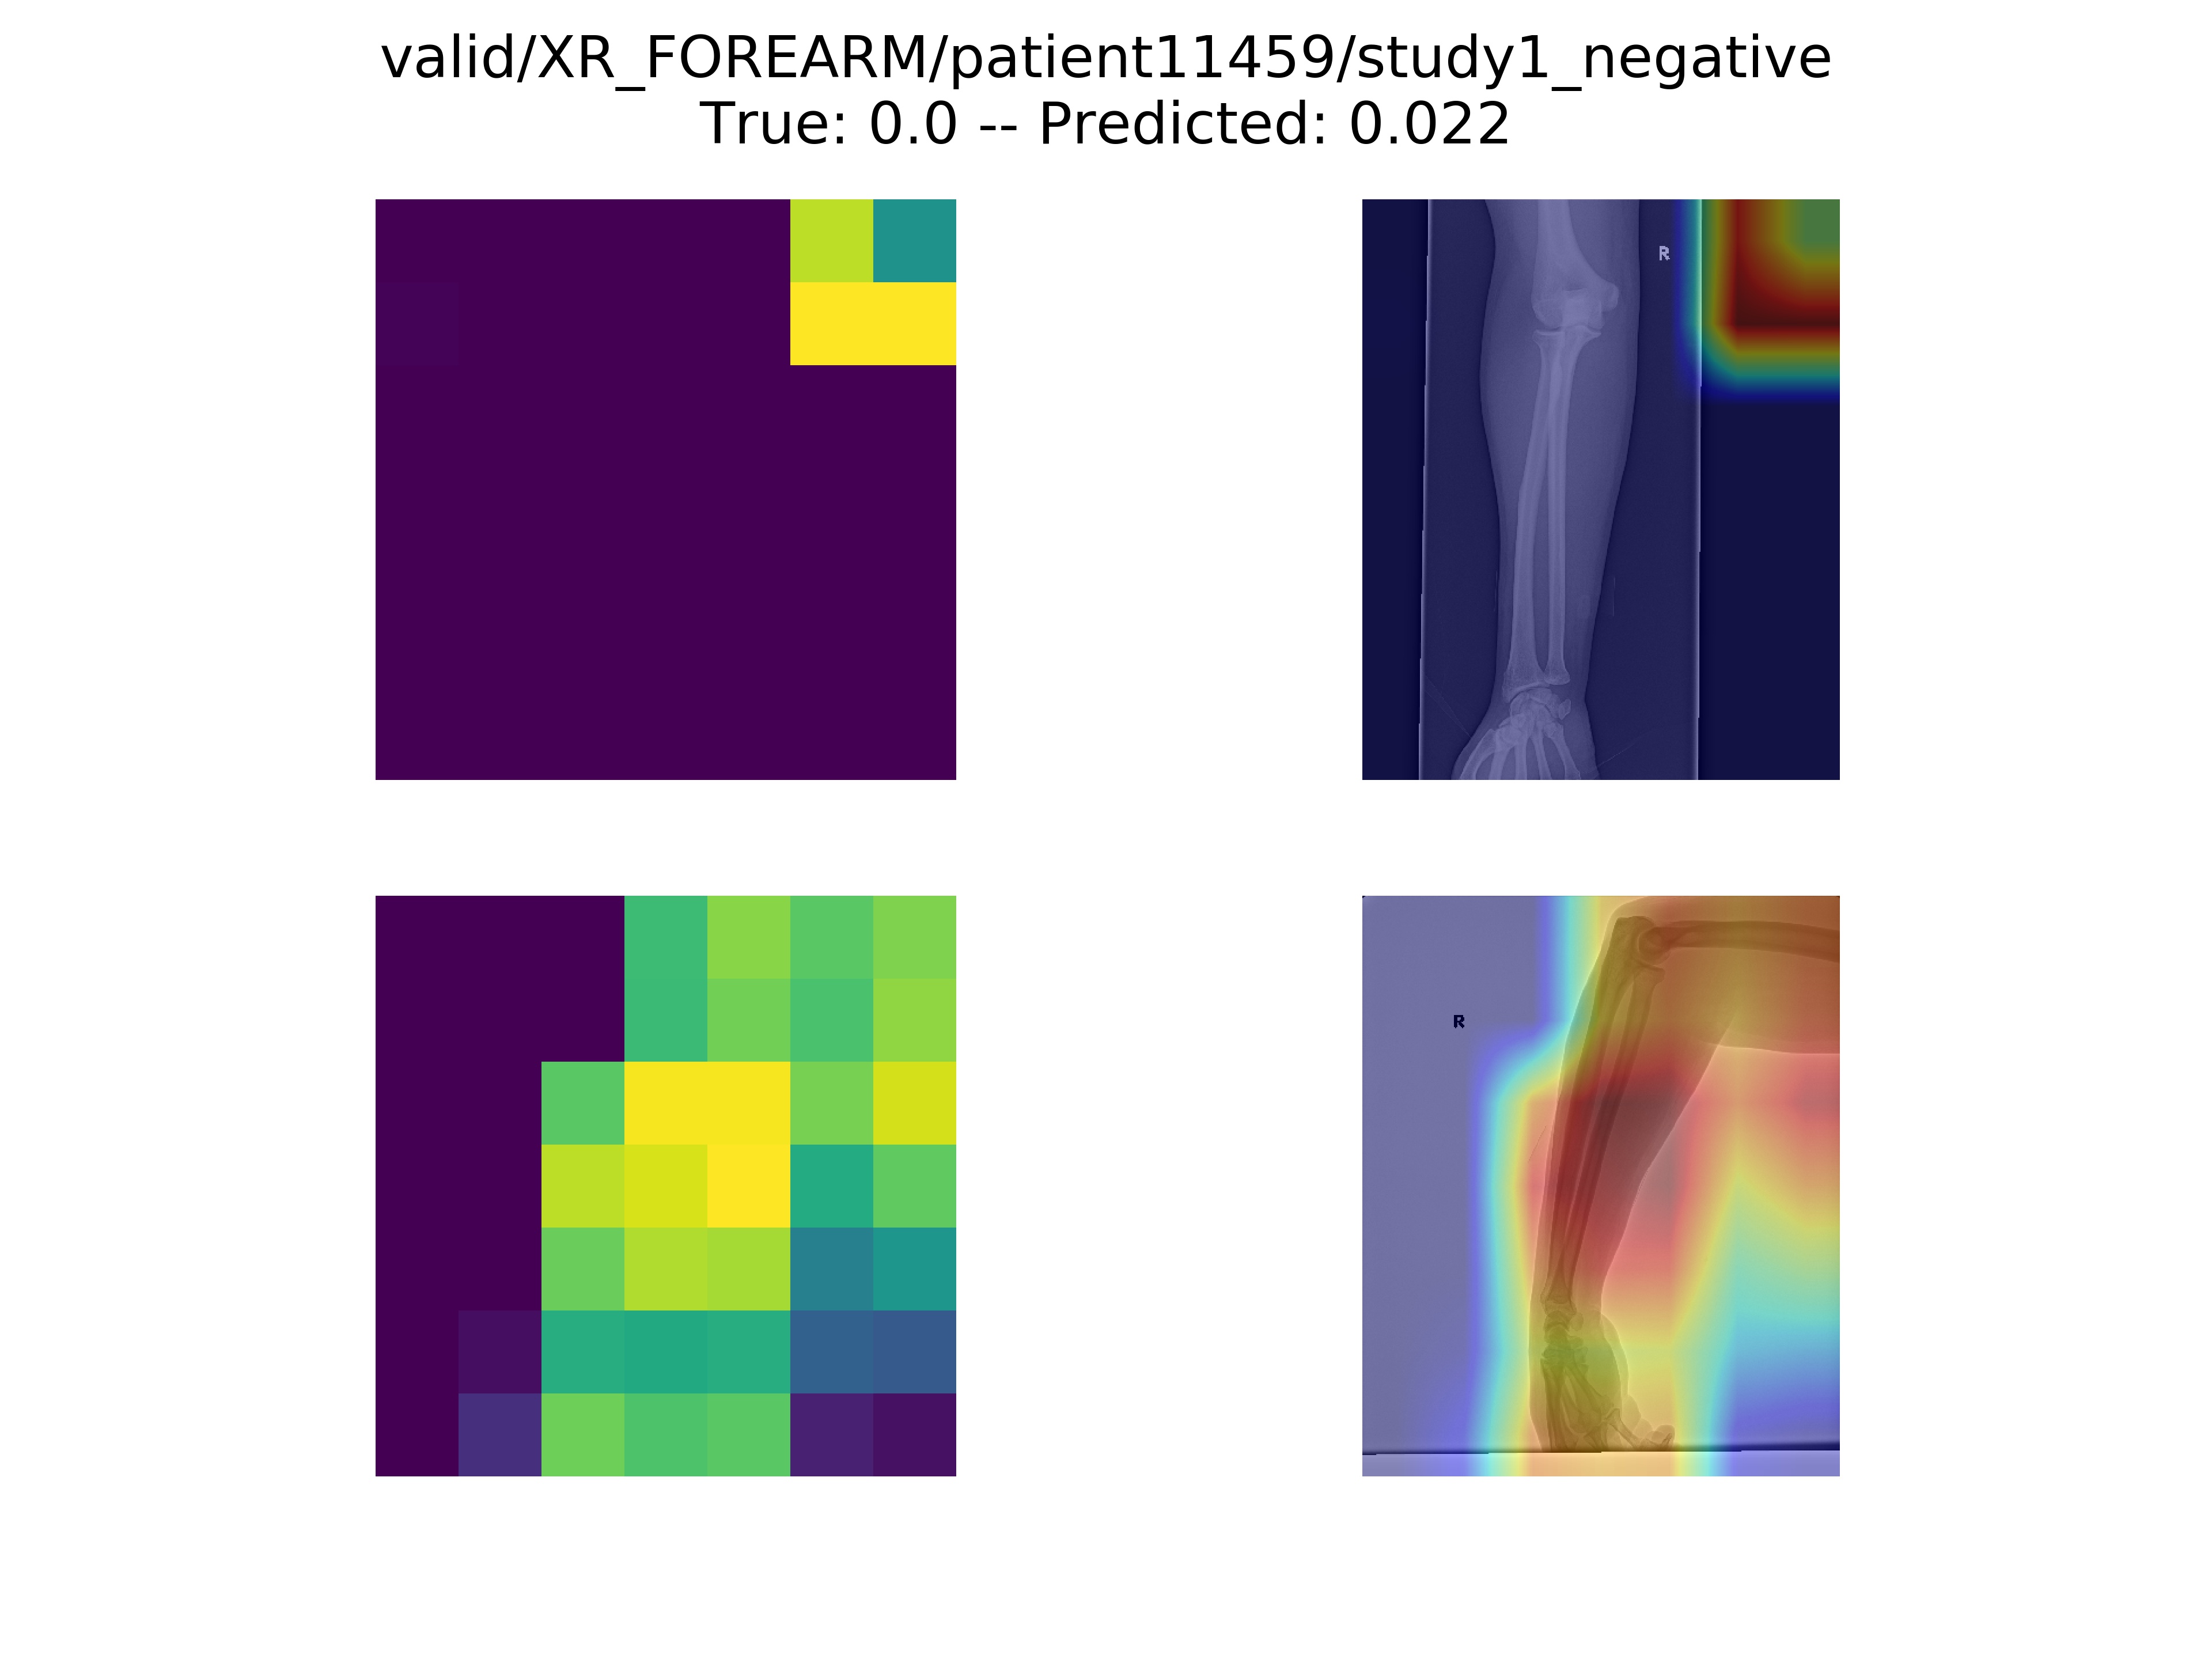 valid/XR_FOREARM/patient11459/study1_negative
True: 0.0 -- Predicted: 0.022
R
R